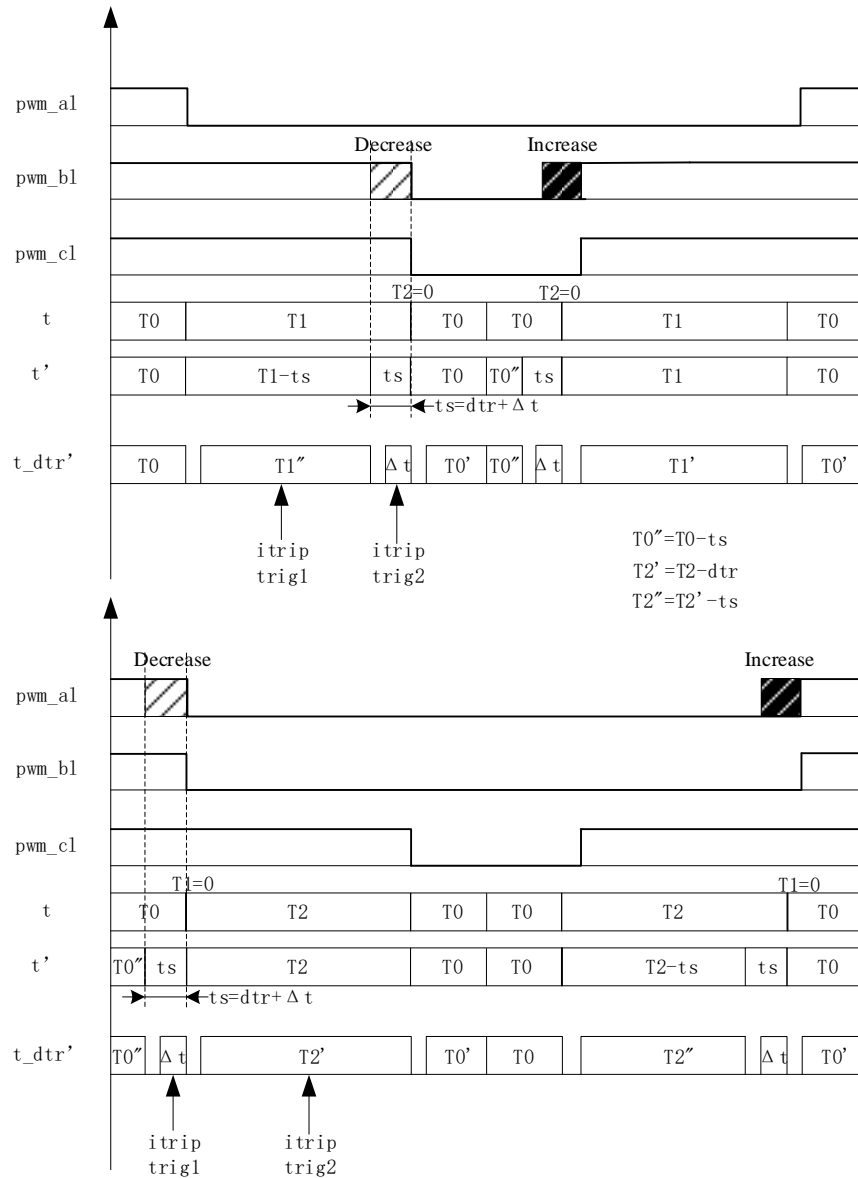 pwm_al
Decrease Increase
pwm_bl
pwm_cl
T2=0 T2=0
t T0 T1 T0 T0 T1 T0
t' T0 T1-ts ts T0 T0″ ts T1 T0
ts=dtr+Δt
t_dtr' T0 T1″ Δt T0' T0″ Δt T1' T0'
itrip itrip
trig1 trig2
T0″=T0-ts
T2'=T2-dtr
T2″=T2'-ts
Decrease Increase
pwm_al
pwm_bl
pwm_cl
T1=0 T1=0
t T0 T2 T0 T0 T2 T0
t' T0″ ts T2 T0 T0 T2-ts ts T0
ts=dtr+Δt
t_dtr' T0″ Δt T2' T0' T0 T2″ Δt T0'
itrip itrip
trig1 trig2